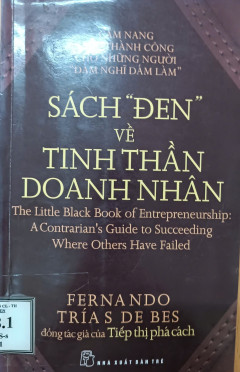 CẨM NANG
THÀNH CÔNG
CHO NHỮNG NGƯỜI
DÁM NGHĨ DÁM LÀM"
SÁCH "ĐEN"
VỀ
TINH THẦN
DOANH NHÂN
The Little Black Book of Entrepreneurship:
A Contrarian's Guide to Succeeding
Where Others Have Failed
FERNANDO
TRÍAS DE BES
đồng tác giả của Tiếp thị phá cách
NHÀ XUẤT BẢN TRẺ